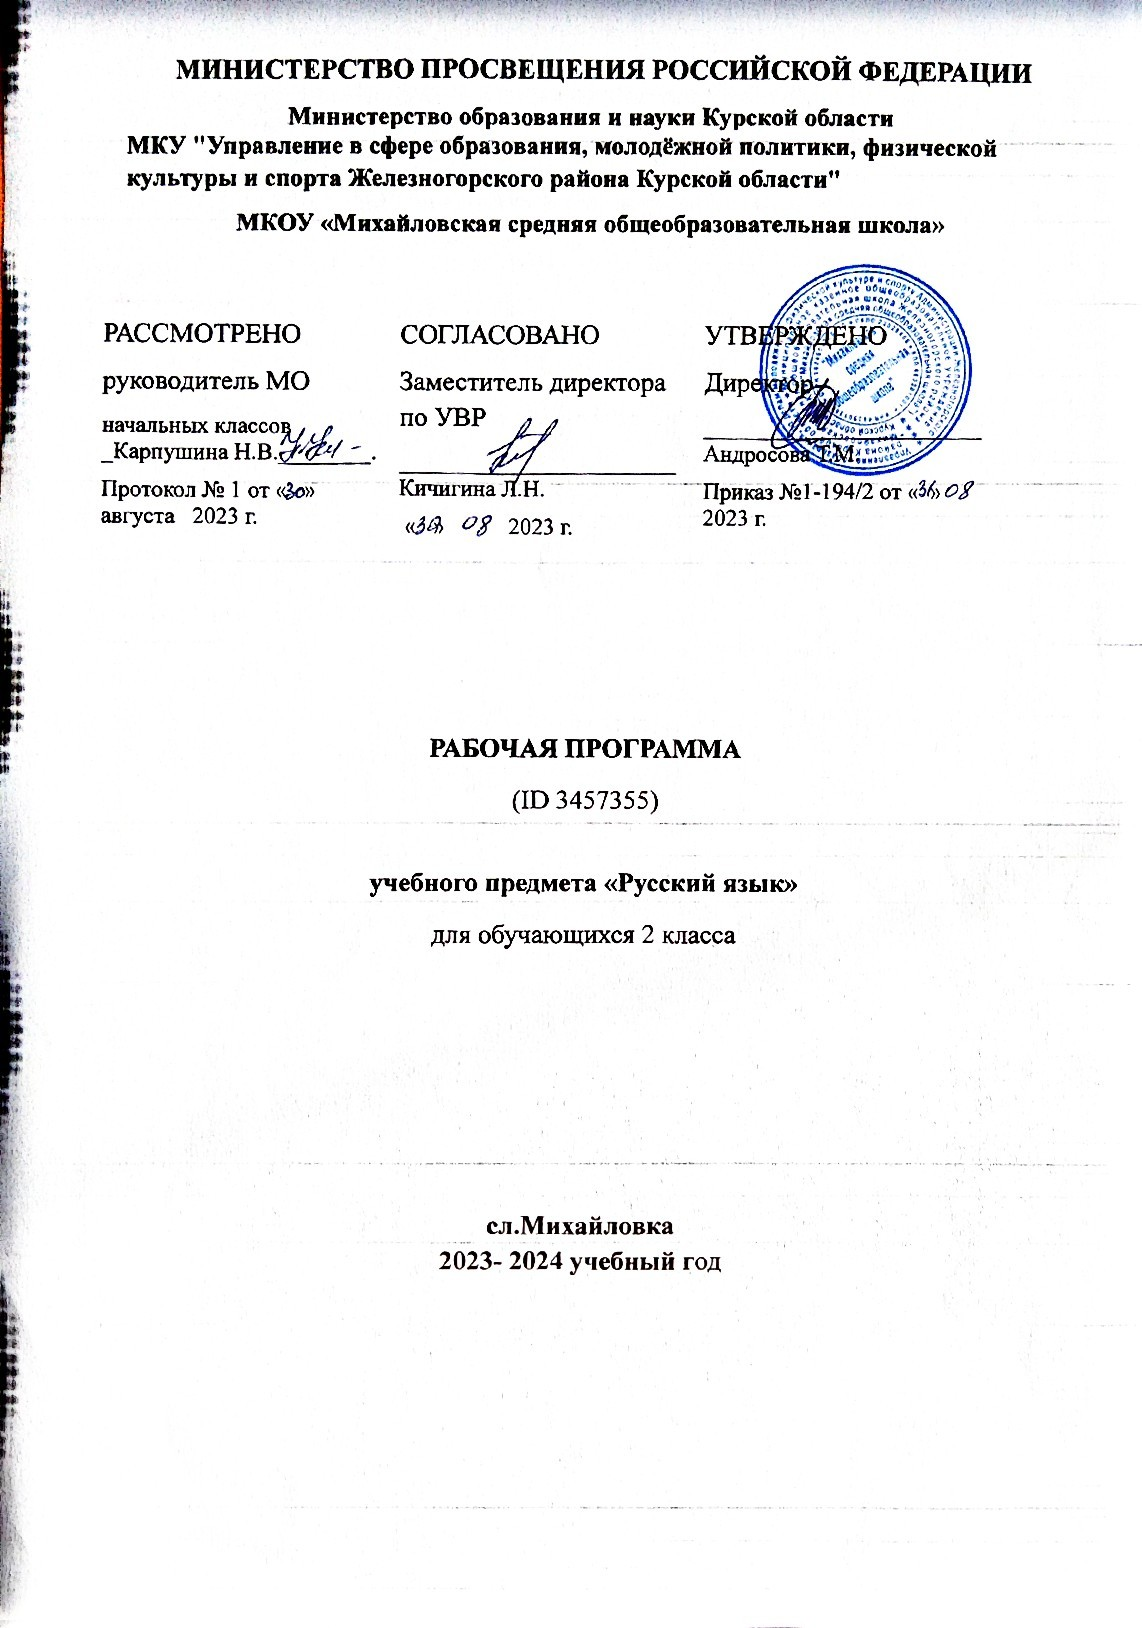 МИНИСТЕРСТВО ПРОСВЕЩЕНИЯ РОССИЙСКОЙ ФЕДЕРАЦИИ
Министерство образования и науки Курской области
МКУ "Управление в сфере образования, молодёжной политики, физической
культуры и спорта Железногорского района Курской области"
МКОУ «Михайловская средняя общеобразовательная школа»
РАССМОТРЕНО
руководитель МО
начальных классов
_Карпушина Н.В.________.
Протокол № 1 от «30»
августа 2023 г.
СОГЛАСОВАНО
Заместитель директора
по УВР
Кичигина Л.Н.
«30» 08 2023 г.
УТВЕРЖДЕНО
Директор
Андросова Т.М.
Приказ №1-194/2 от « » 08
2023 г.
РАБОЧАЯ ПРОГРАММА
(ID 3457355)
учебного предмета «Русский язык»
для обучающихся 2 класса
сл.Михайловка
2023- 2024 учебный год